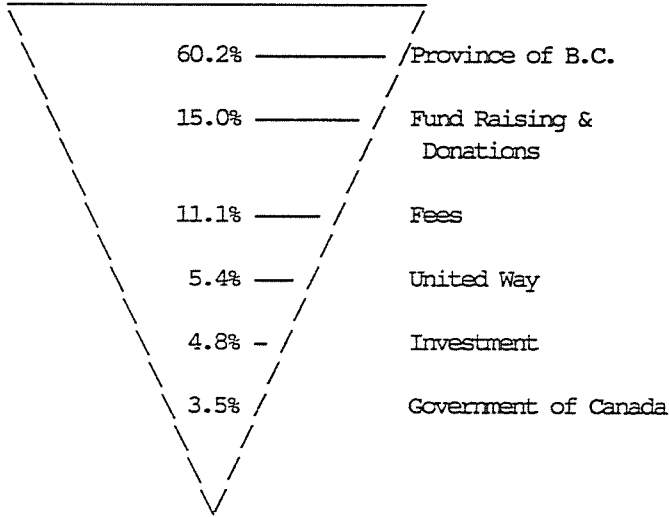 60.2% Province of B.C.
15.0% Fund Raising &
Donations
11.1% Fees
5.4% United Way
4.8% Investment
3.5% Government of Canada